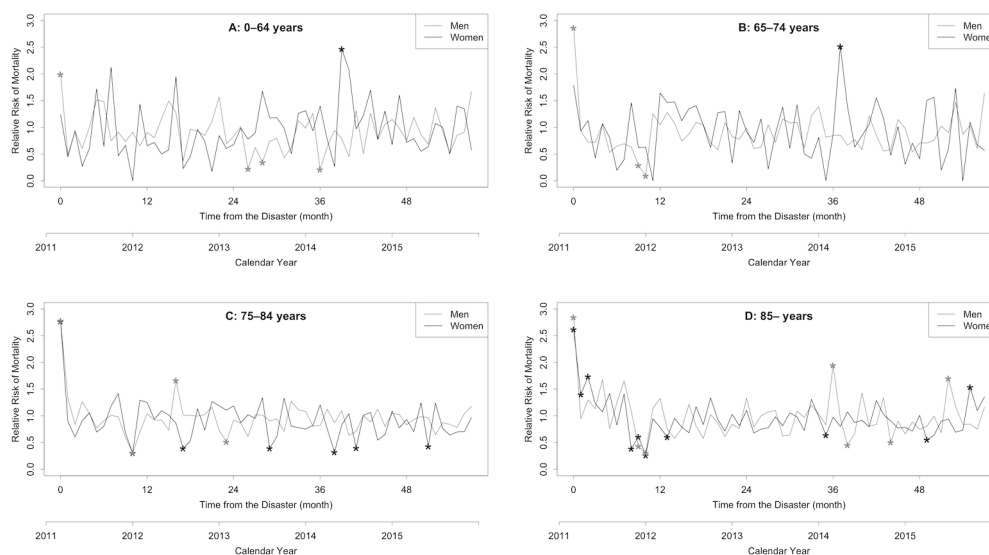 A: 0–64 years
Men
Women
Relative Risk of Mortality
0.0 0.5 1.0 1.5 2.0 2.5 3.0
0 12 24 36 48
Time from the Disaster (month)
2011 2012 2013 2014 2015
Calendar Year
B: 65–74 years
Men
Women
Relative Risk of Mortality
0.0 0.5 1.0 1.5 2.0 2.5 3.0
0 12 24 36 48
Time from the Disaster (month)
2011 2012 2013 2014 2015
Calendar Year
C: 75–84 years
Men
Women
Relative Risk of Mortality
0.0 0.5 1.0 1.5 2.0 2.5 3.0
0 12 24 36 48
Time from the Disaster (month)
2011 2012 2013 2014 2015
Calendar Year
D: 85– years
Men
Women
Relative Risk of Mortality
0.0 0.5 1.0 1.5 2.0 2.5 3.0
0 12 24 36 48
Time from the Disaster (month)
2011 2012 2013 2014 2015
Calendar Year